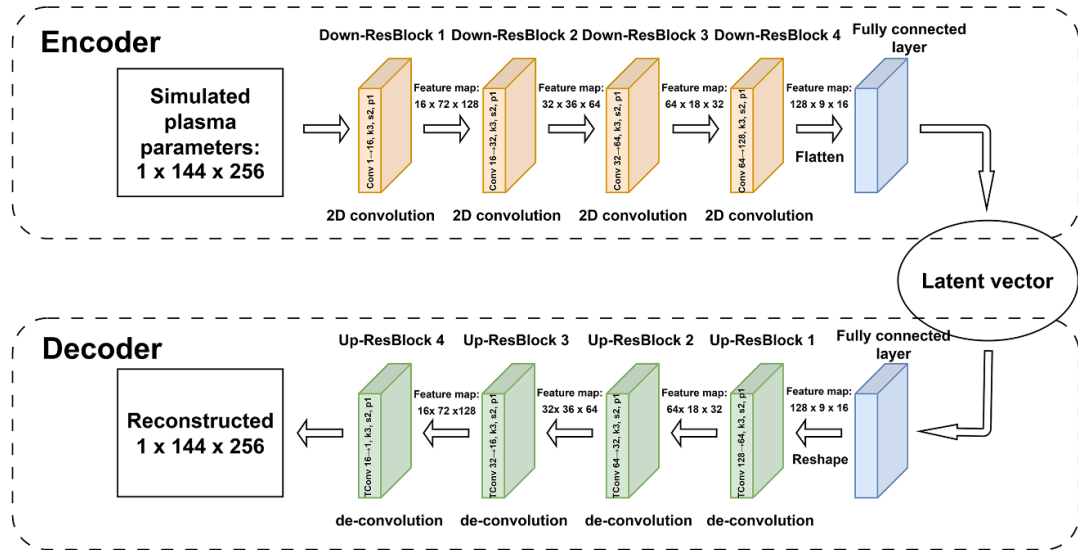 Encoder
Simulated
plasma
parameters:
1 x 144 x 256
Down-ResBlock 1
Conv 1→16, k3, s2, p1
2D convolution
Feature map:
16 x 72 x 128
Down-ResBlock 2
Conv 16→32, k3, s2, p1
2D convolution
Feature map:
32 x 36 x 64
Down-ResBlock 3
Conv 32→64, k3, s2, p1
2D convolution
Feature map:
64 x 18 x 32
Down-ResBlock 4
Conv 64→128, k3, s2, p1
2D convolution
Feature map:
128 x 9 x 16
Flatten
Fully connected
layer
Latent vector
Decoder
Fully connected
layer
Feature map:
128 x 9 x 16
Reshape
Up-ResBlock 1
TConv 128→64, k3, s2, p1
de-convolution
Feature map:
64x 18 x 32
Up-ResBlock 2
TConv 64→32, k3, s2, p1
de-convolution
Feature map:
32x 36 x 64
Up-ResBlock 3
TConv 32→16, k3, s2, p1
de-convolution
Feature map:
16x 72 x128
Up-ResBlock 4
TConv 16→1, k3, s2, p1
de-convolution
Reconstructed
1 x 144 x 256